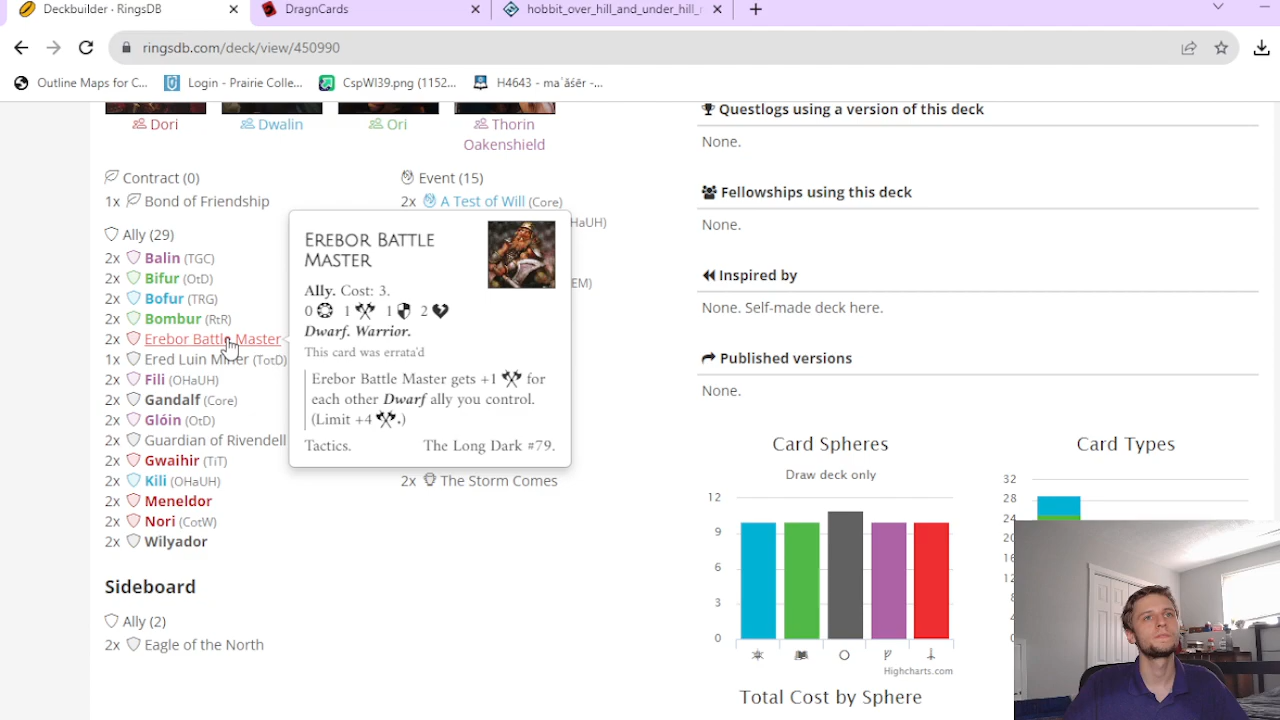 Deckbuilder · RingsDB
DragnCards
hobbit_over_hill_and_under_hill_r
ringsdb.com/deck/view/450990
Outline Maps for C...
Login - Prairie Colle...
CspWI39.png (1152...
H4643 - maʿăśêr -...
Dori
Dwalin
Ori
Thorin
Oakenshield
Contract (0)
1x Bond of Friendship
Ally (29)
2x Balin (TGC)
2x Bifur (OtD)
2x Bofur (TRG)
2x Bombur (RtR)
2x Erebor Battle Master
1x Ered Luin Miner (TotD)
2x Fili (OHaUH)
2x Gandalf (Core)
2x Glóin (OtD)
2x Guardian of Rivendell
2x Gwaihir (TiT)
2x Kili (OHaUH)
2x Meneldor
2x Nori (CotW)
2x Wilyador
Sideboard
Ally (2)
2x Eagle of the North
Event (15)
2x A Test of Will (Core)
HaUH)
EM)
2x The Storm Comes
EREBOR BATTLE
MASTER
Ally. Cost: 3.
0 1 1 2
Dwarf. Warrior.
This card was errata'd
Erebor Battle Master gets +1 for
each other Dwarf ally you control.
(Limit +4 .)
Tactics. The Long Dark #79.
Questlogs using a version of this deck
None.
Fellowships using this deck
None.
Inspired by
None. Self-made deck here.
Published versions
None.
Card Spheres
Draw deck only
12
9
6
3
0
Highcharts.com
Total Cost by Sphere
Card Types
32
28
24